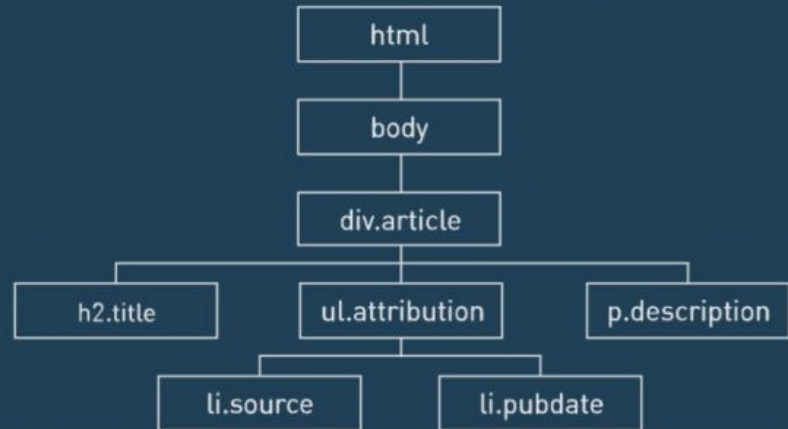 html
body
div.article
h2.title
ul.attribution
p.description
li.source
li.pubdate